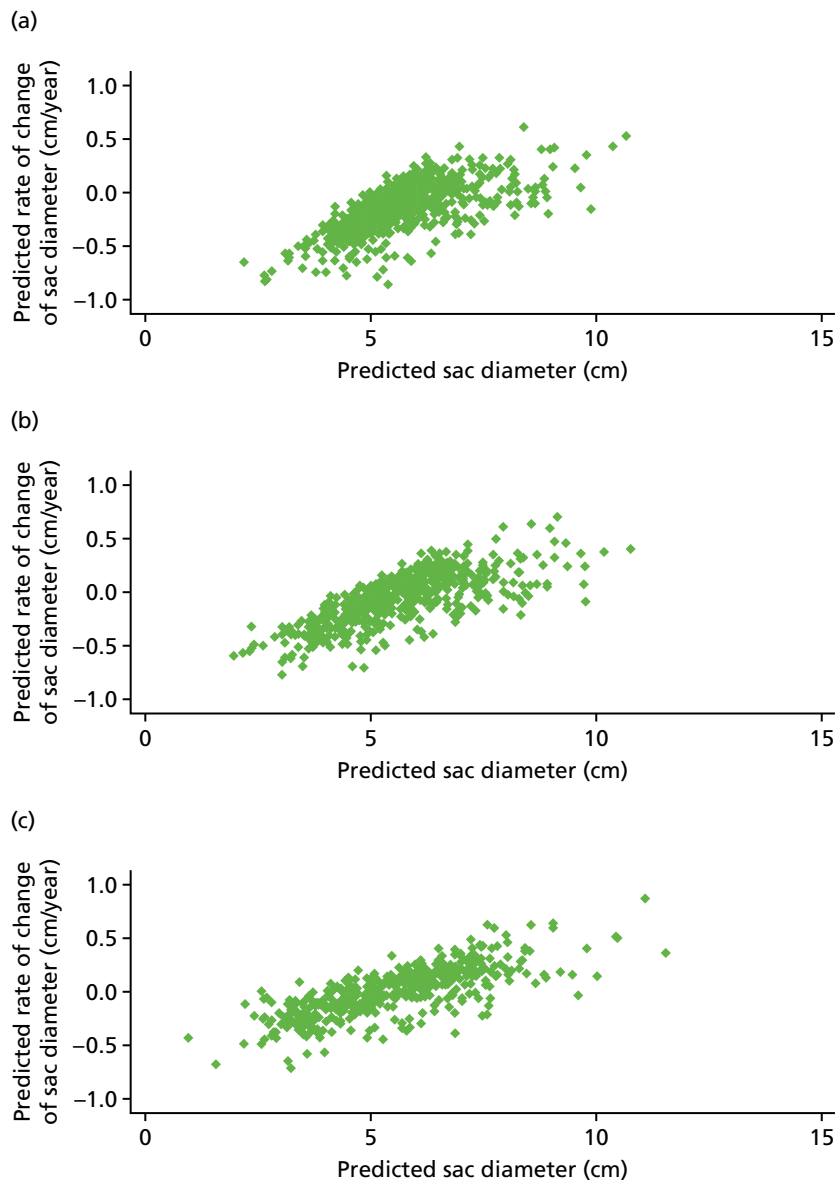 (a)
Predicted rate of change
of sac diameter (cm/year)
1.0
0.5
0.0
−0.5
−1.0
0
5
10
15
Predicted sac diameter (cm)
(b)
Predicted rate of change
of sac diameter (cm/year)
1.0
0.5
0.0
−0.5
−1.0
0
5
10
15
Predicted sac diameter (cm)
(c)
Predicted rate of change
of sac diameter (cm/year)
1.0
0.5
0.0
−0.5
−1.0
0
5
10
15
Predicted sac diameter (cm)